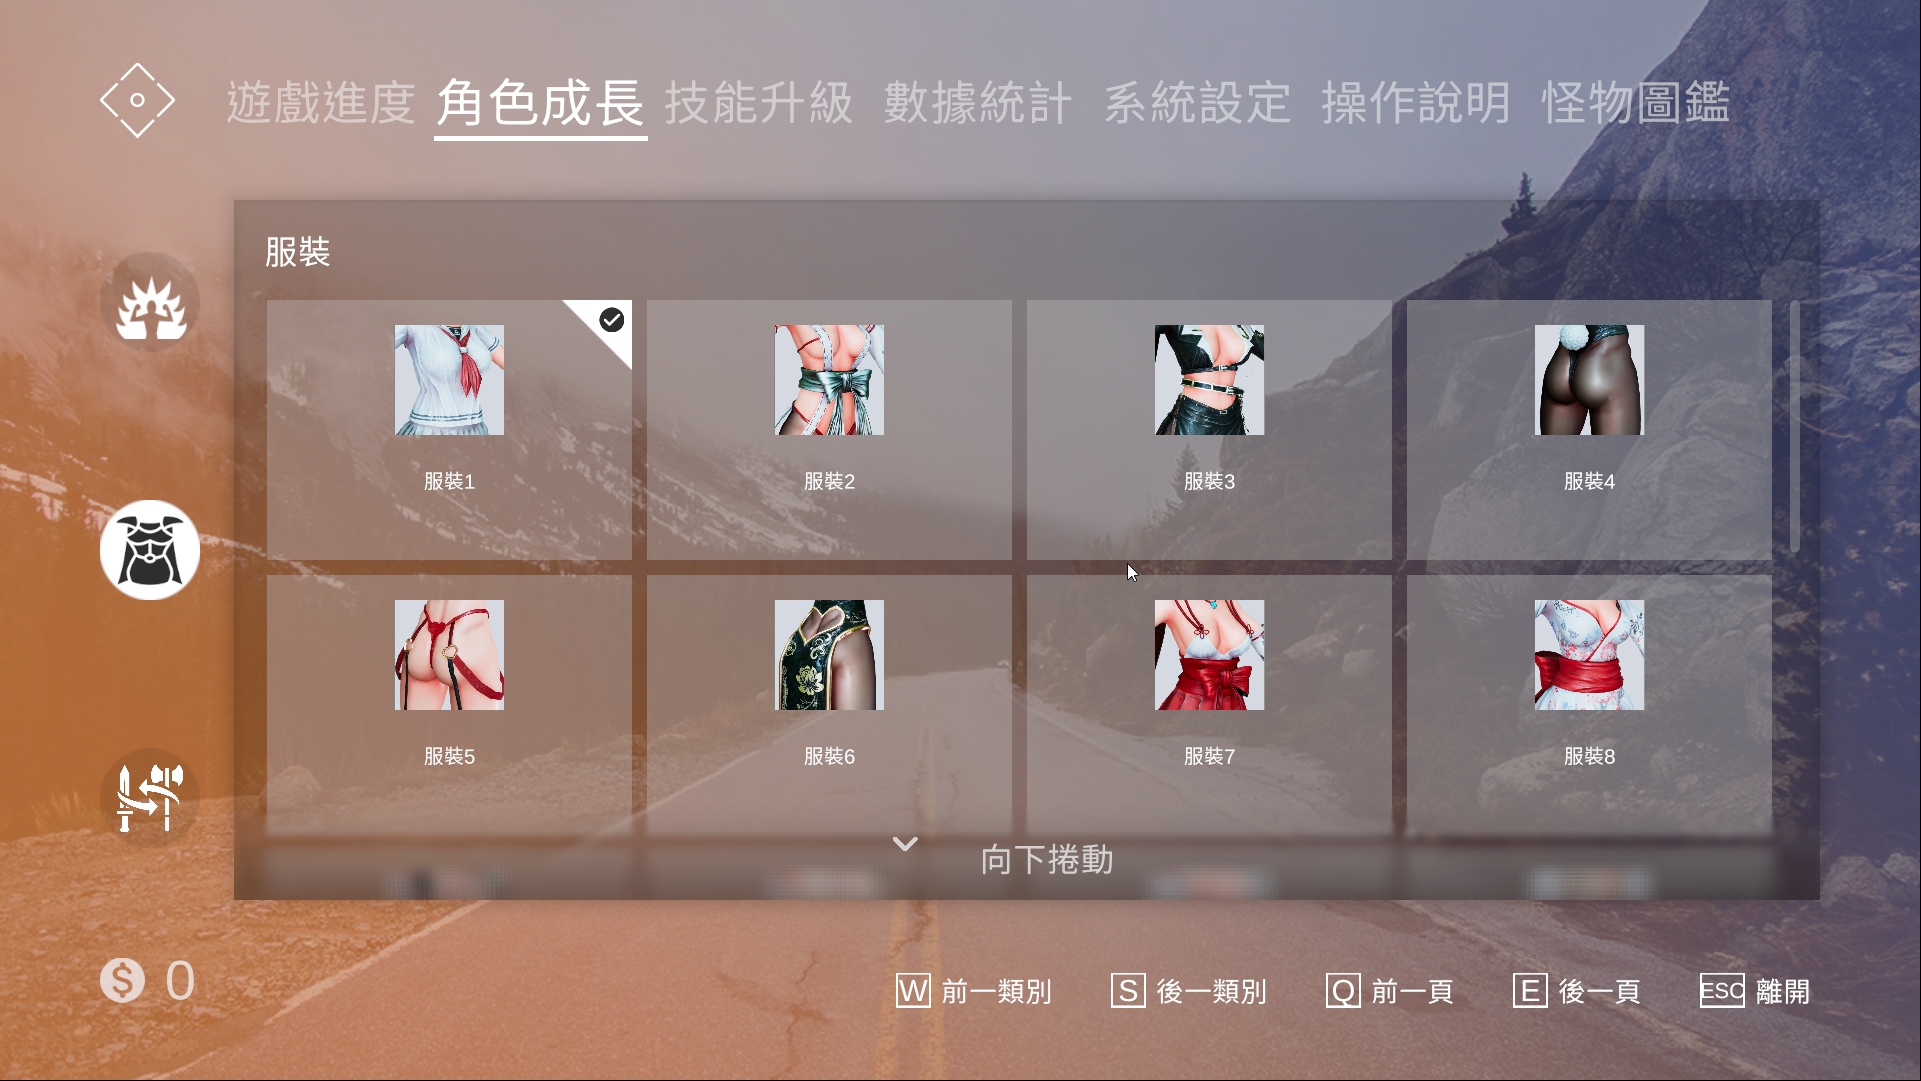 遊戲進度 角色成長 技能升級 數據統計 系統設定 操作說明 怪物圖鑑
服裝
服裝1 服裝2 服裝3 服裝4
服裝5 服裝6 服裝7 服裝8
向下捲動
$ 0
W 前一類別 S 後一類別 Q 前一頁 E 後一頁 ESC 離開